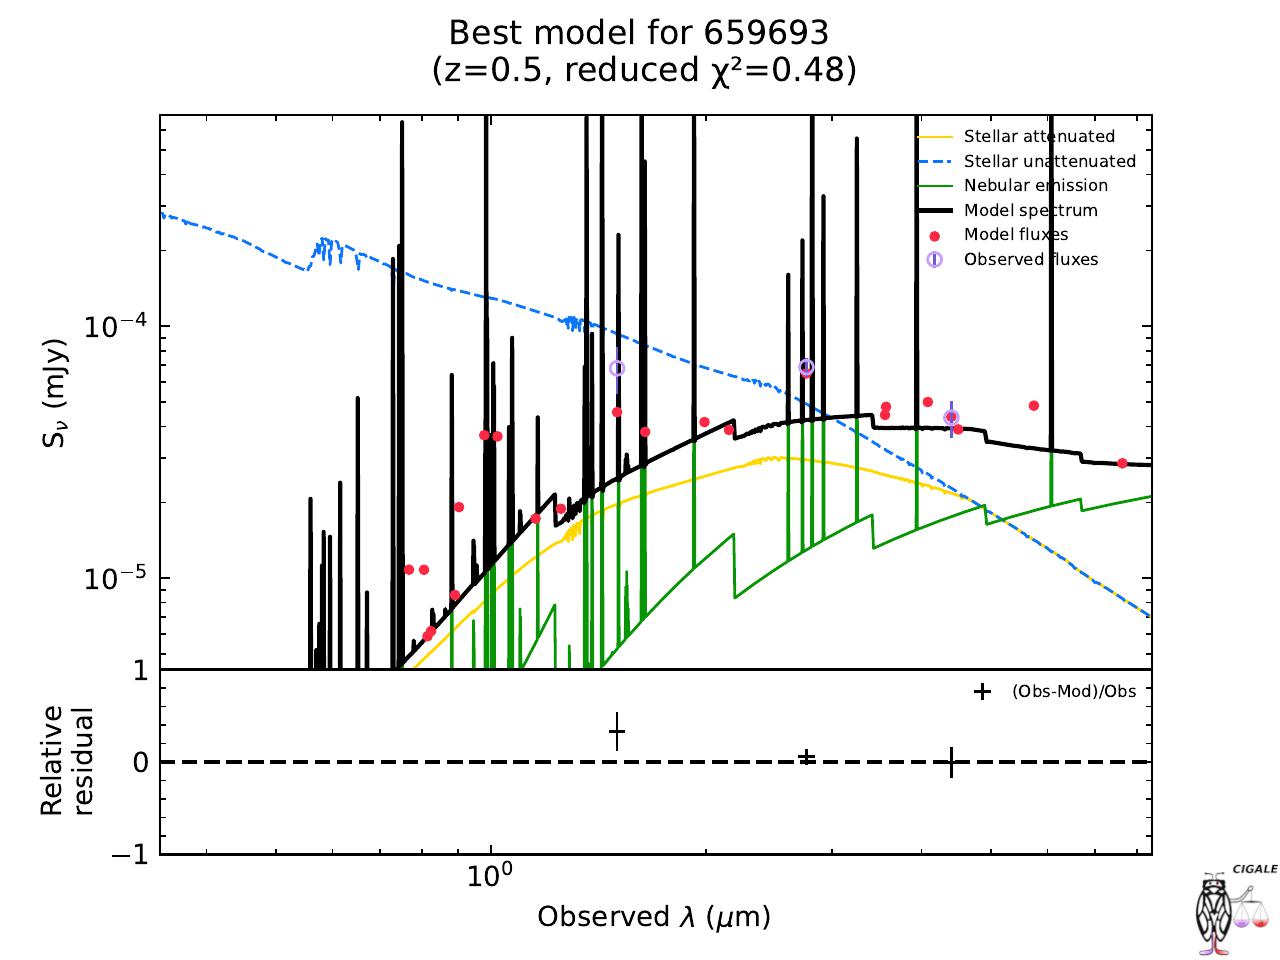 Best model for 659693
(z=0.5, reduced χ²=0.48)
Stellar attenuated
Stellar unattenuated
Nebular emission
Model spectrum
Model fluxes
Observed fluxes
10⁻⁴
10⁻⁵
Sν (mJy)
1
0
−1
Relative
residual
(Obs-Mod)/Obs
10⁰
Observed λ (μm)
CIGALE